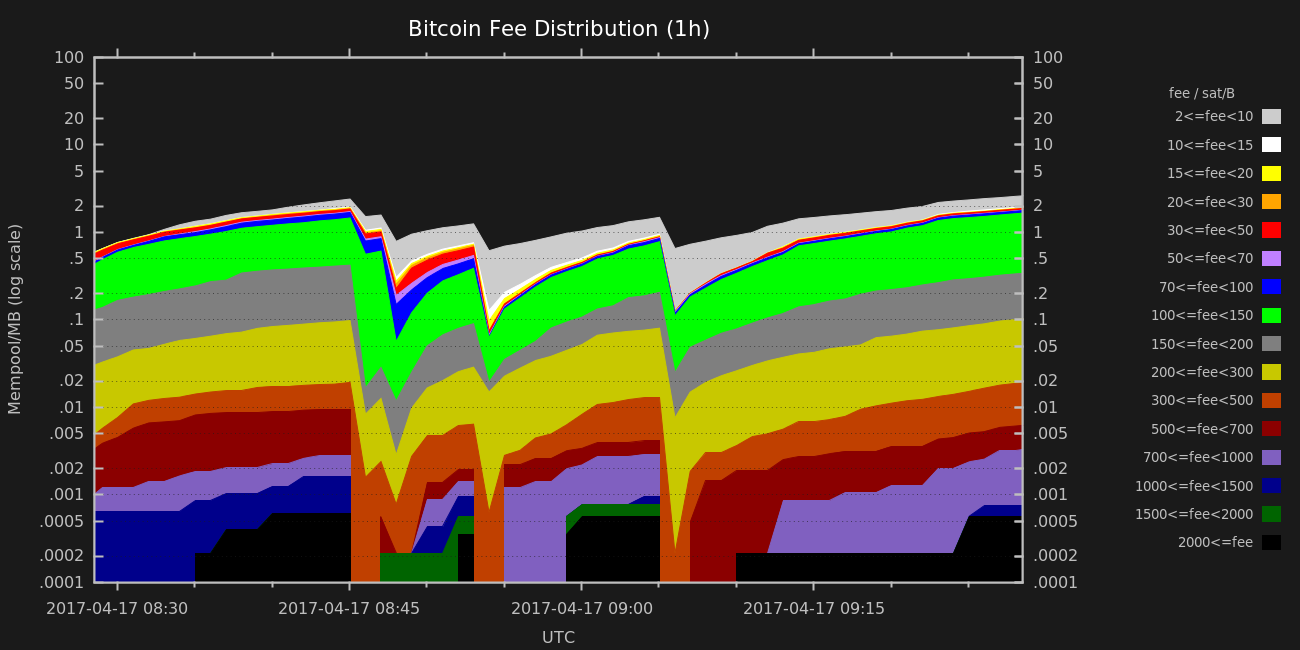 Bitcoin Fee Distribution (1h)
Mempool/MB (log scale)
100
50
20
10
5
2
1
.5
.2
.1
.05
.02
.01
.005
.002
.001
.0005
.0002
.0001
100
50
20
10
5
2
1
.5
.2
.1
.05
.02
.01
.005
.002
.001
.0005
.0002
.0001
2017-04-17 08:30 2017-04-17 08:45 2017-04-17 09:00 2017-04-17 09:15
UTC
fee / sat/B
2<=fee<10
10<=fee<15
15<=fee<20
20<=fee<30
30<=fee<50
50<=fee<70
70<=fee<100
100<=fee<150
150<=fee<200
200<=fee<300
300<=fee<500
500<=fee<700
700<=fee<1000
1000<=fee<1500
1500<=fee<2000
2000<=fee